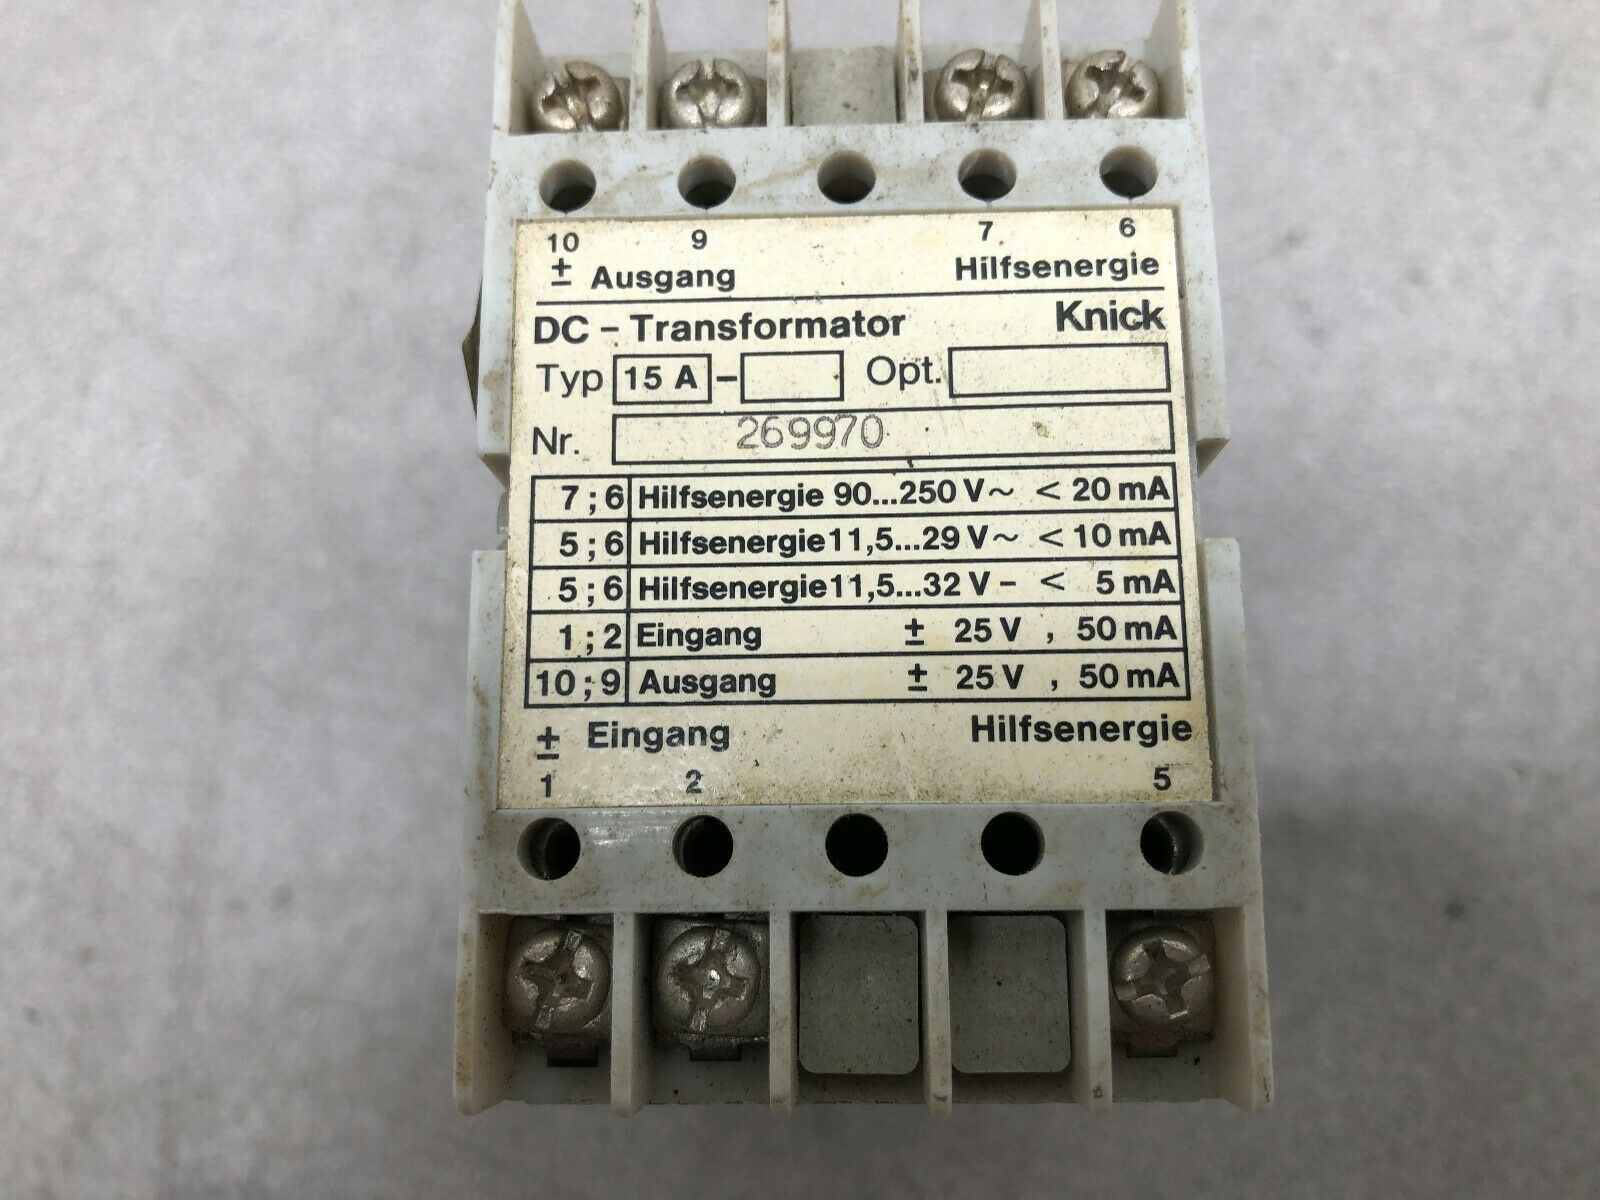 10 9 7 6
± Ausgang Hilfsenergie
DC - Transformator Knick
Typ 15 A - Opt.
Nr. 269970
7 ; 6 Hilfsenergie 90...250 V ~ < 20 mA
5 ; 6 Hilfsenergie 11,5...29 V ~ < 10 mA
5 ; 6 Hilfsenergie 11,5...32 V - < 5 mA
1 ; 2 Eingang ± 25 V , 50 mA
10 ; 9 Ausgang ± 25 V , 50 mA
± Eingang Hilfsenergie
1 2 5